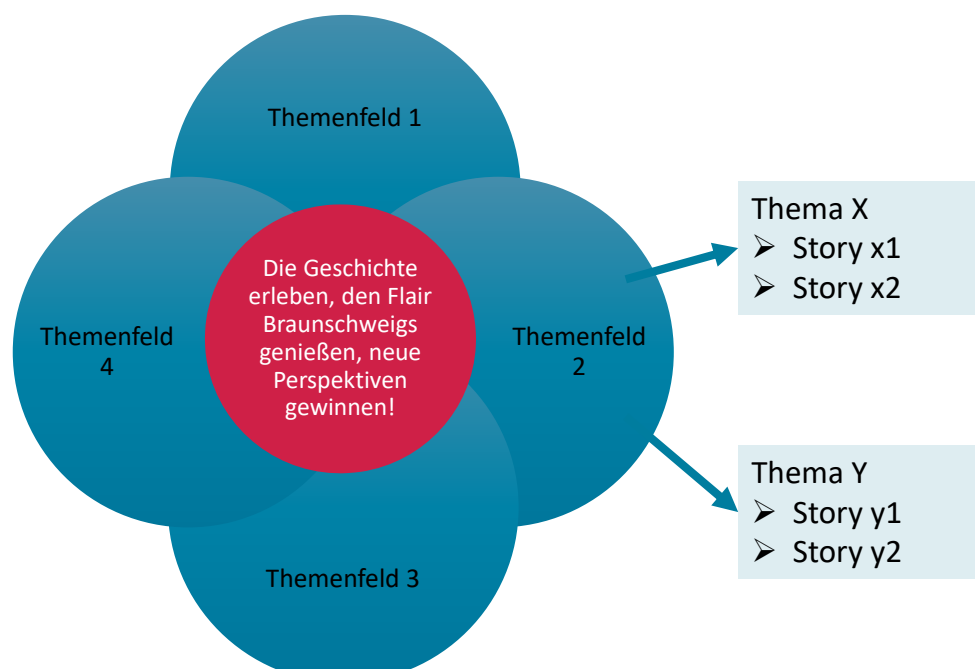 Themenfeld 1
Die Geschichte
erleben, den Flair
Braunschweigs
genießen, neue
Perspektiven
gewinnen!
Themenfeld
4
Themenfeld
2
Themenfeld 3
Thema X
➢ Story x1
➢ Story x2
Thema Y
➢ Story y1
➢ Story y2